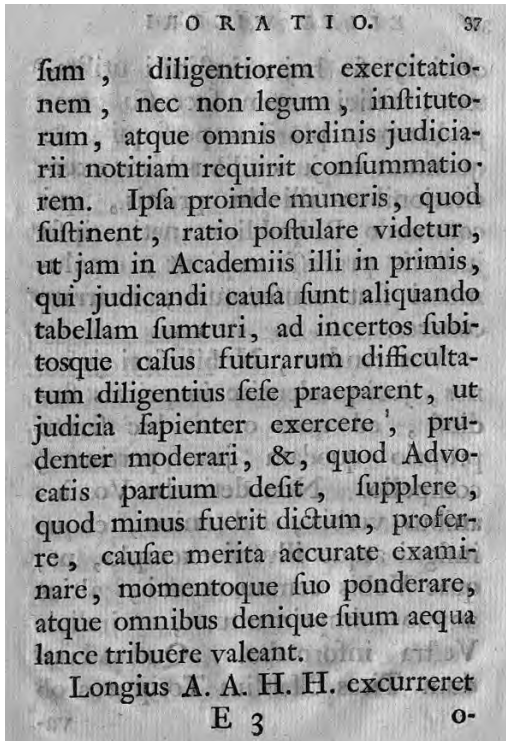 ORATIO. 37
ſum, diligentiorem exercitatio-
nem, nec non legum, inſtituto-
rum, atque omnis ordinis judicia-
rii notitiam requirit conſummatio-
rem. Ipſa proinde muneris, quod
ſuſtinent, ratio poſtulare videtur,
ut jam in Academiis illi in primis,
qui judicandi cauſa ſunt aliquando
tabellam ſumturi, ad incertos ſubi-
tosque caſus futurarum difficulta-
tum diligentius ſeſe praeparent, ut
judicia ſapienter exercere, pru-
denter moderari, &, quod Advo-
catis partium deſit, ſupplere,
quod minus fuerit dictum, profer-
re, cauſae merita accurate exami-
nare, momentoque ſuo ponderare,
atque omnibus denique ſuum aequa
lance tribuere valeant.
Longius A. A. H. H. excurreret
E 3 o-